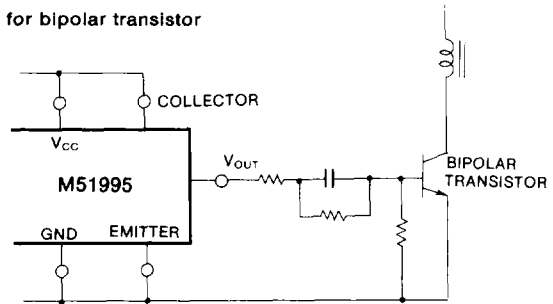 for bipolar transistor
COLLECTOR
VCC
VOUT
M51995
BIPOLAR
TRANSISTOR
GND
EMITTER